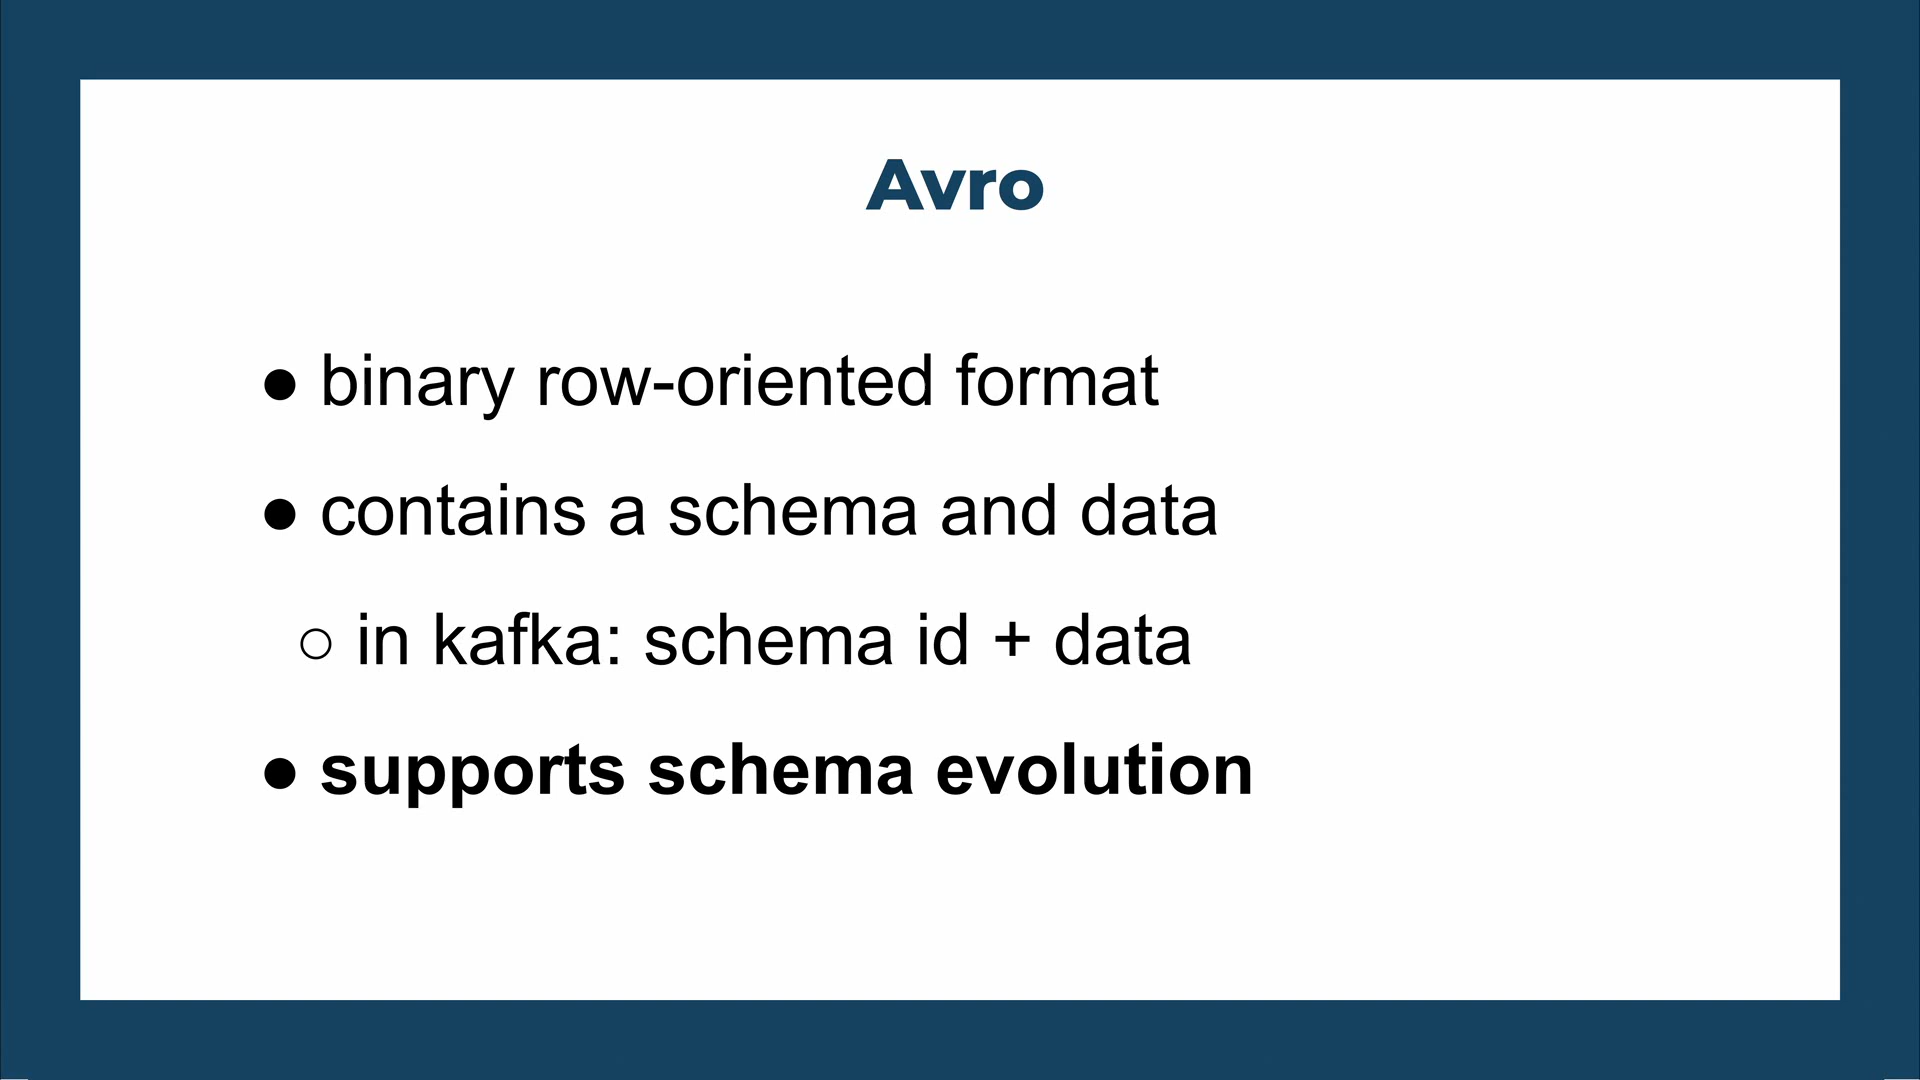 Avro
● binary row-oriented format
● contains a schema and data
○ in kafka: schema id + data
● supports schema evolution